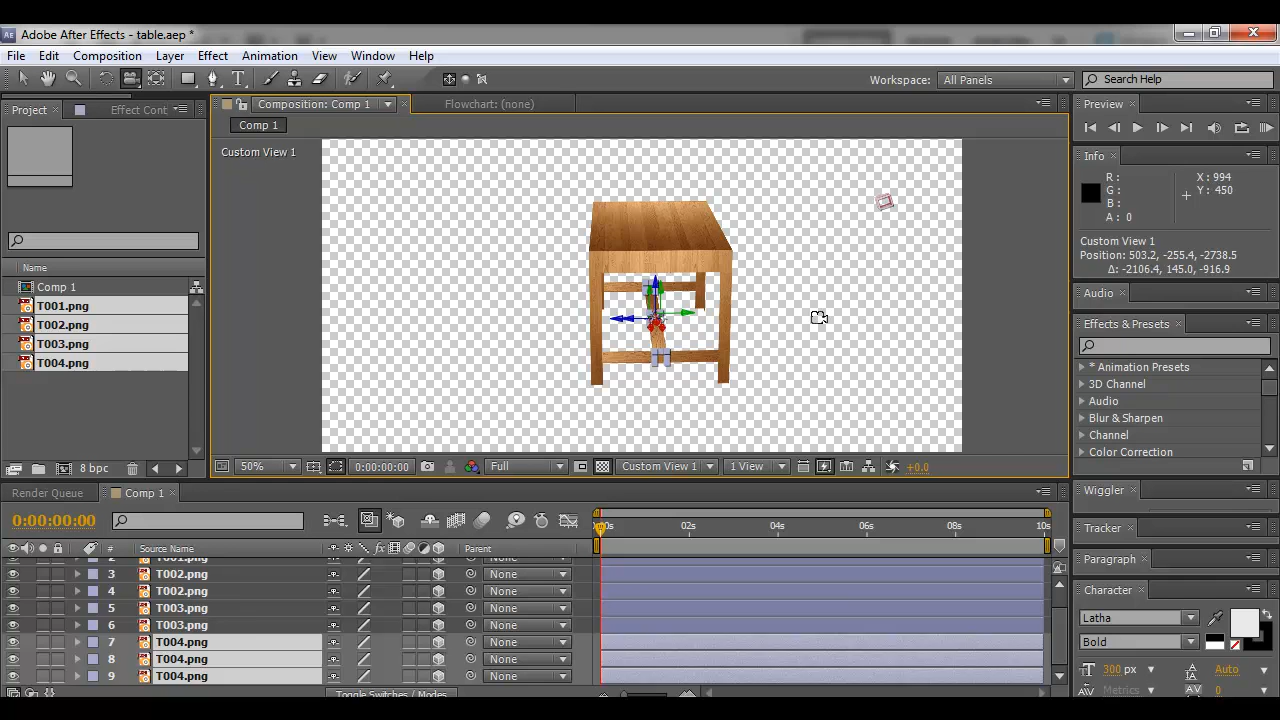 Adobe After Effects - table.aep *
File Edit Composition Layer Effect Animation View Window Help
Workspace: All Panels Search Help
Project Effect Cont Composition: Comp 1 Flowchart: (none) Preview
Comp 1
Custom View 1
Info
R: X: 994
G: Y: 450
B:
A: 0
Custom View 1
Position: 503.2, -255.4, -2738.5
Δ: -2106.4, 145.0, -916.9
Name
Comp 1
T001.png
T002.png
T003.png
T004.png
Audio
Effects & Presets
* Animation Presets
3D Channel
Audio
Blur & Sharpen
Channel
Color Correction
8 bpc 50% 0:00:00:00 Full Custom View 1 1 View +0.0
Render Queue Comp 1 Wiggler
0:00:00:00 0s 02s 04s 06s 08s 10s
Tracker
# Source Name Parent
T001.png None
3 T002.png None
4 T002.png None
5 T003.png None
6 T003.png None
7 T004.png None
8 T004.png None
9 T004.png None
Toggle Switches / Modes
Paragraph
Character
Latha
Bold
300 px Auto
Metrics 0